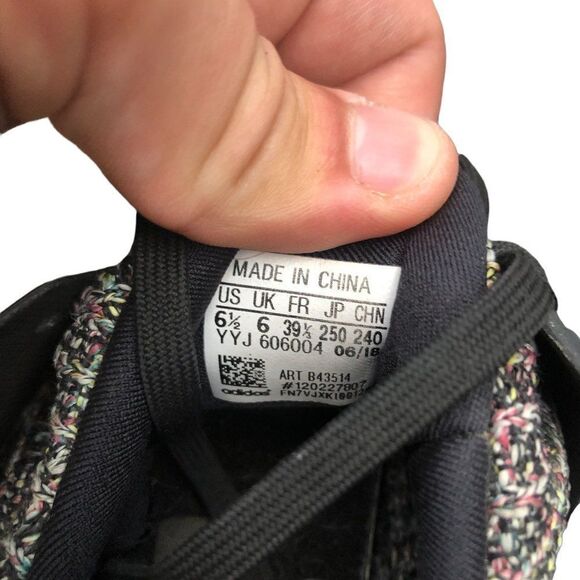 MADE IN CHINA
US UK FR JP CHN
6½ 6 39⅓ 250 240
YYJ 606004 06/18
ART B43514
#120227807
adidas